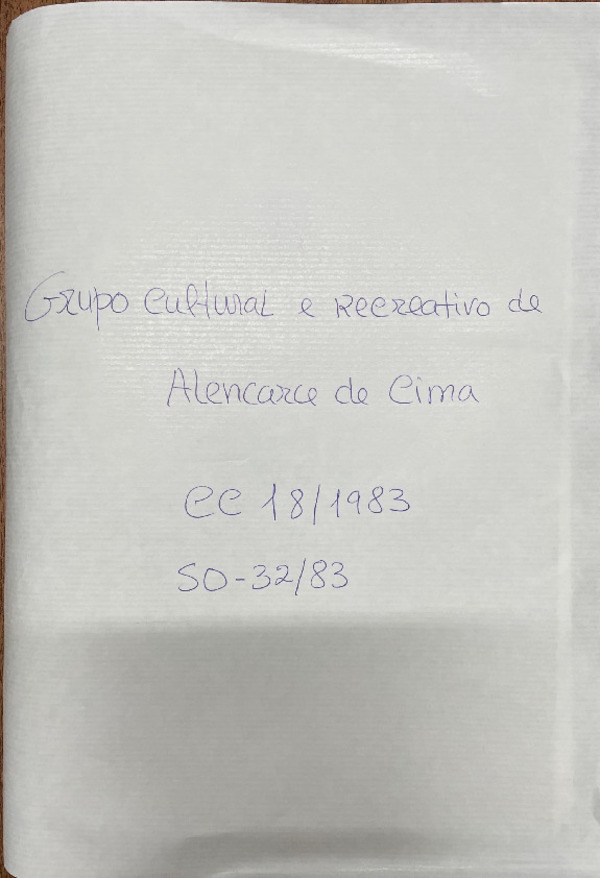 Grupo Cultural e Recreativo de
Alencarce de Cima
CC 18/1983
SO-32/83